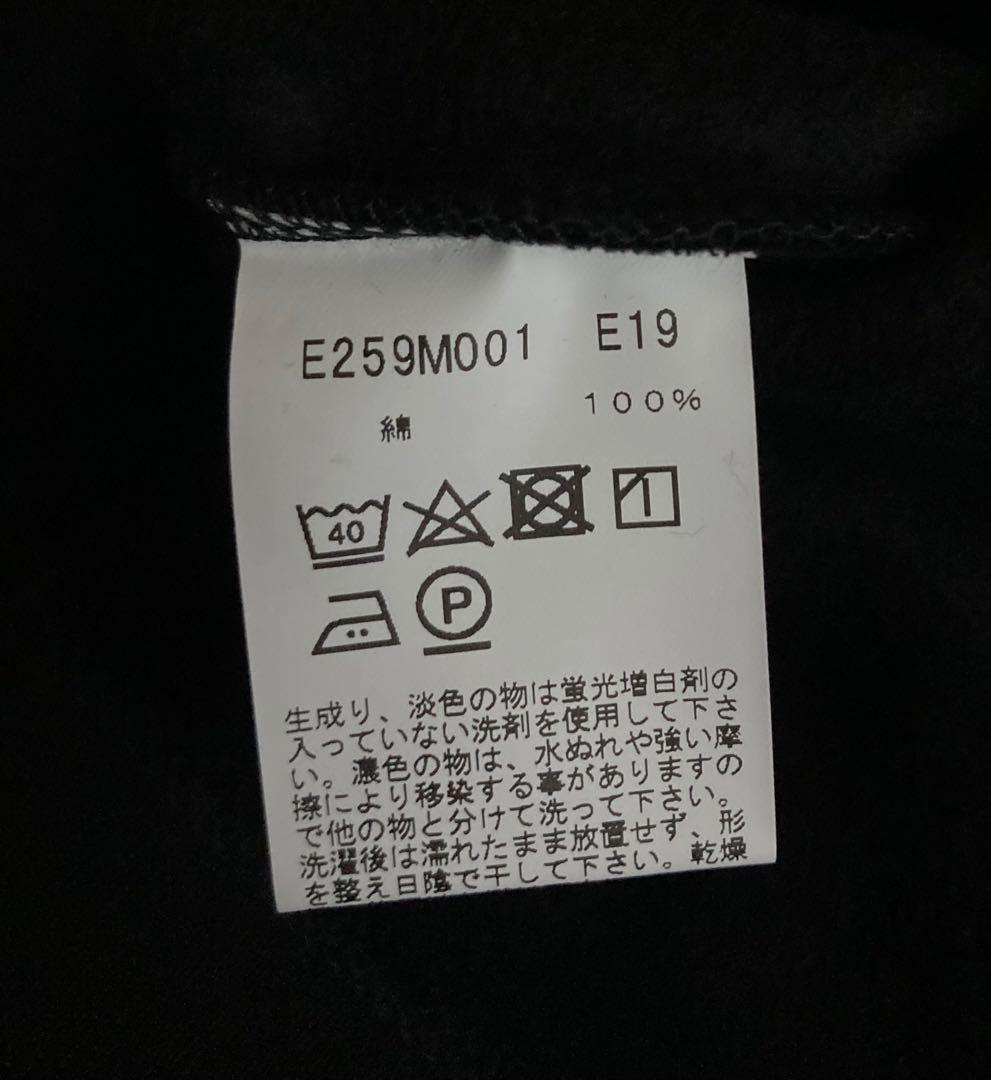 E259M001 E19
綿 100%
40
P
生成り、淡色の物は蛍光増白剤の
入っていない洗剤を使用して下さ
い。濃色の物は、水ぬれや強い摩
擦により移染する事がありますの
で他の物と分けて洗って下さい。
洗濯後は濡れたまま放置せず、形
を整え日陰で干して下さい。乾燥